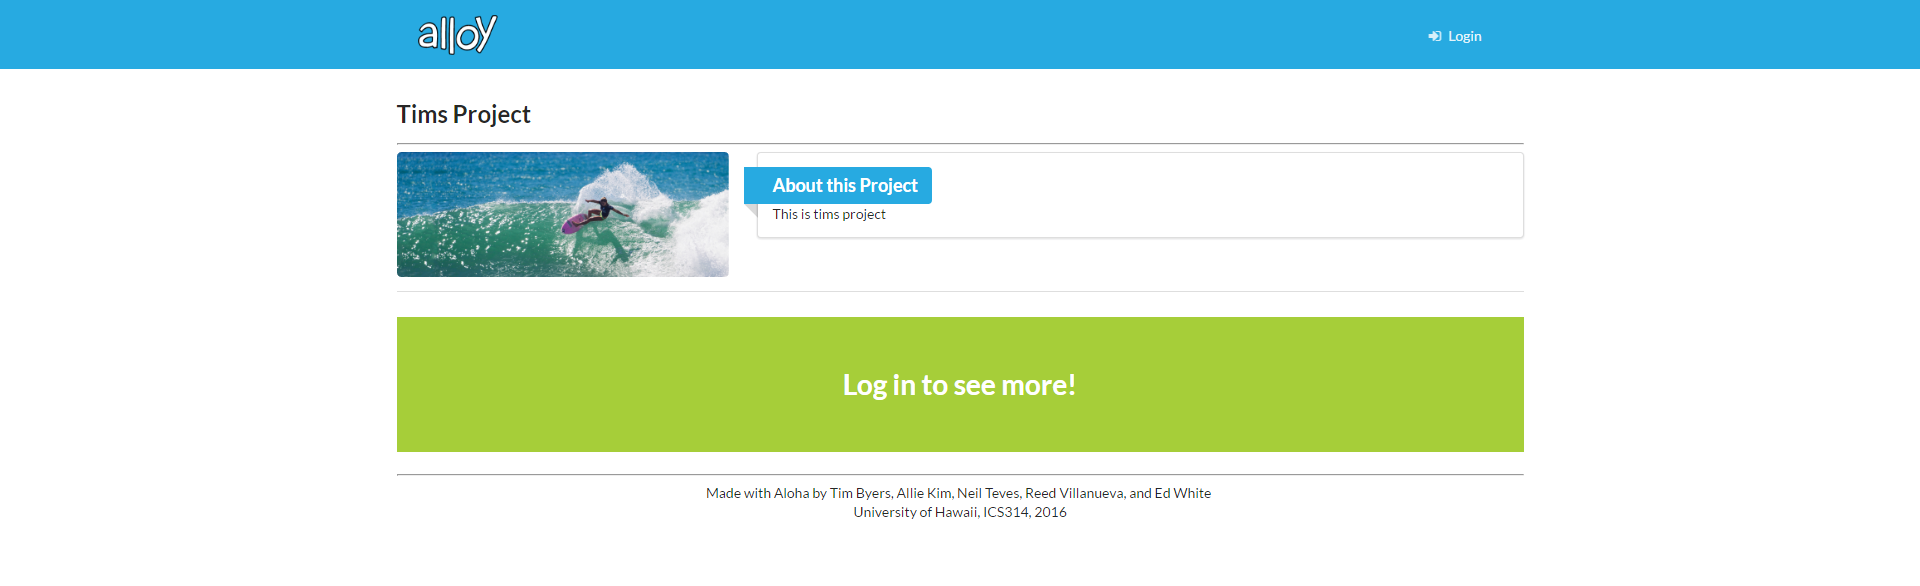 alloy
Login
Tims Project
About this Project
This is tims project
Log in to see more!
Made with Aloha by Tim Byers, Allie Kim, Neil Teves, Reed Villanueva, and Ed White
University of Hawaii, ICS314, 2016